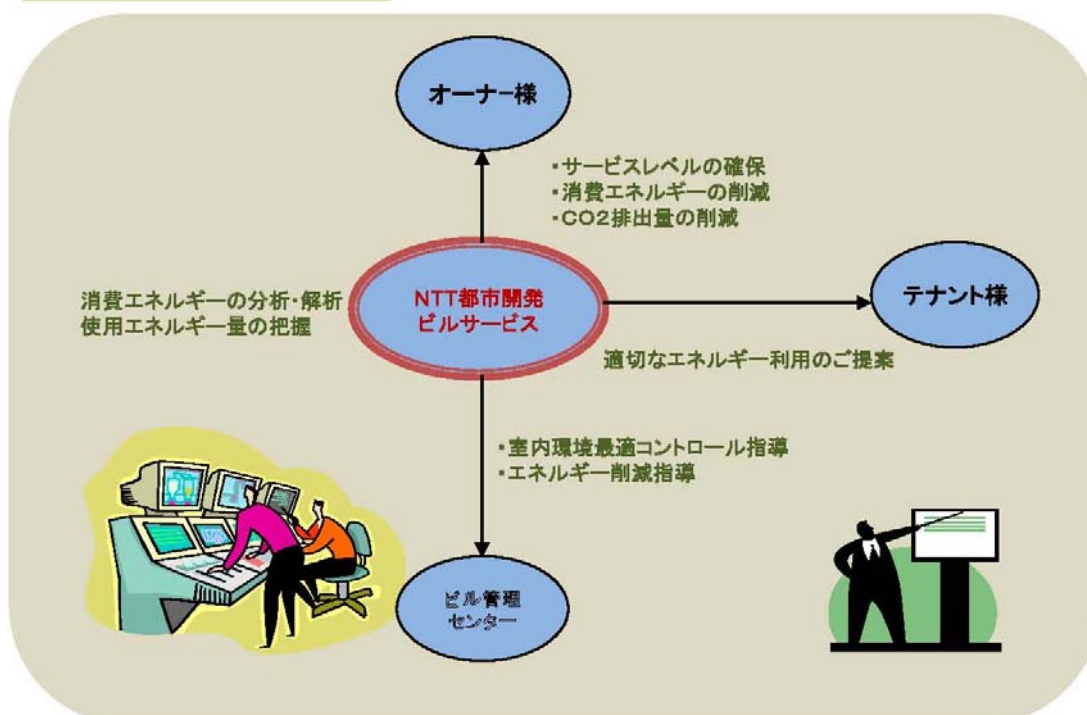 オーナー様
・サービスレベルの確保
・消費エネルギーの削減
・CO2排出量の削減
消費エネルギーの分析・解析
使用エネルギー量の把握
NTT都市開発
ビルサービス
テナント様
適切なエネルギー利用のご提案
・室内環境最適コントロール指導
・エネルギー削減指導
ビル管理
センター